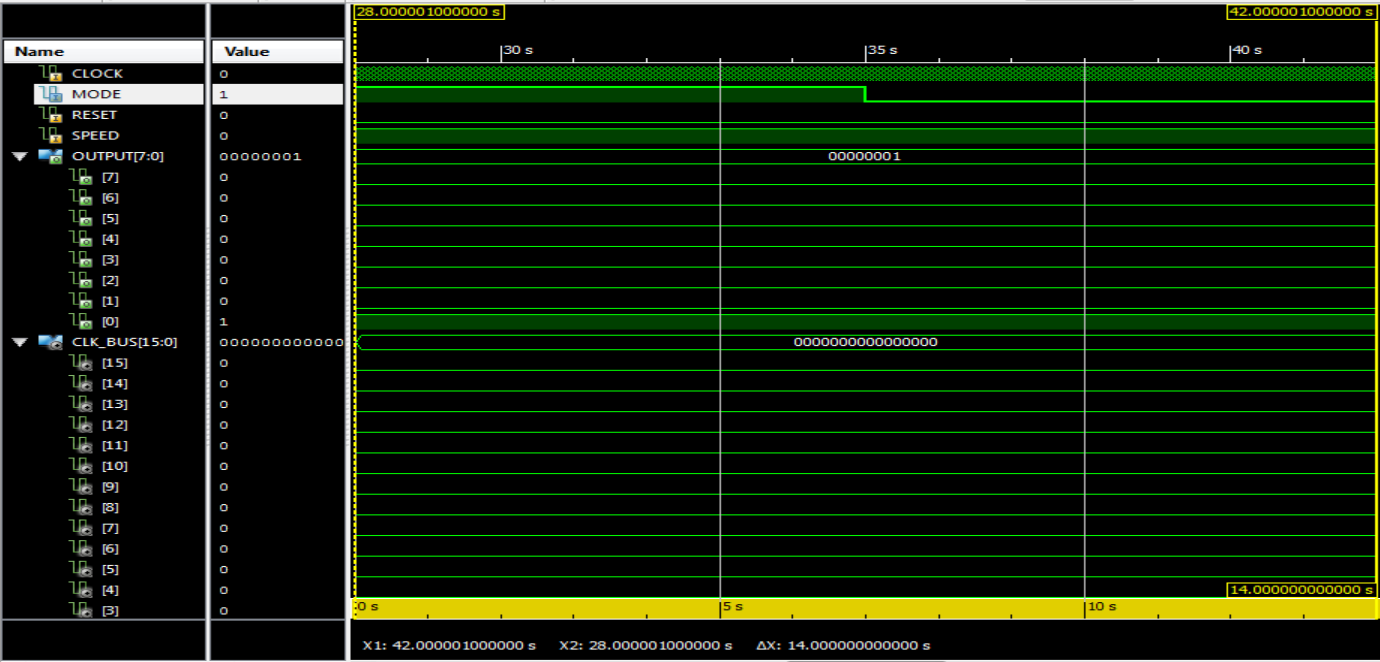 28.000001000000 s 42.000001000000 s
Name Value 30 s 35 s 40 s
CLOCK 0
MODE 1
RESET 0
SPEED 0
OUTPUT[7:0] 00000001 00000001
[7] 0
[6] 0
[5] 0
[4] 0
[3] 0
[2] 0
[1] 0
[0] 1
CLK_BUS[15:0] 000000000000 0000000000000000
[15] 0
[14] 0
[13] 0
[12] 0
[11] 0
[10] 0
[9] 0
[8] 0
[7] 0
[6] 0
[5] 0
[4] 0 14.000000000000 s
[3] 0 0 s 5 s 10 s
X1: 42.000001000000 s X2: 28.000001000000 s ΔX: 14.000000000000 s